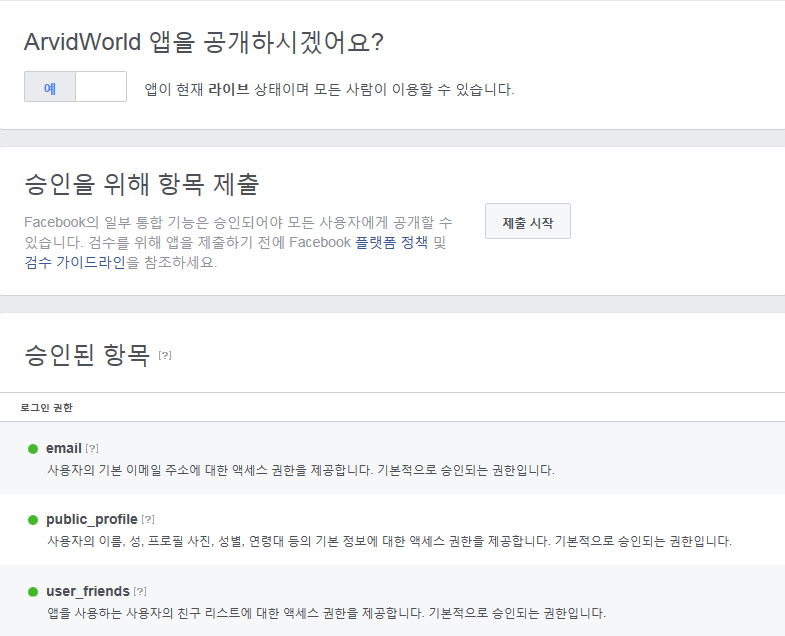 ArvidWorld 앱을 공개하시겠어요?
예
앱이 현재 라이브 상태이며 모든 사람이 이용할 수 있습니다.
승인을 위해 항목 제출
Facebook의 일부 통합 기능은 승인되어야 모든 사용자에게 공개할 수
있습니다. 검수를 위해 앱을 제출하기 전에 Facebook 플랫폼 정책 및
검수 가이드라인을 참조하세요.
제출 시작
승인된 항목 [?]
로그인 권한
email [?]
사용자의 기본 이메일 주소에 대한 액세스 권한을 제공합니다. 기본적으로 승인되는 권한입니다.
public_profile [?]
사용자의 이름, 성, 프로필 사진, 성별, 연령대 등의 기본 정보에 대한 액세스 권한을 제공합니다. 기본적으로 승인되는 권한입니다.
user_friends [?]
앱을 사용하는 사용자의 친구 리스트에 대한 액세스 권한을 제공합니다. 기본적으로 승인되는 권한입니다.